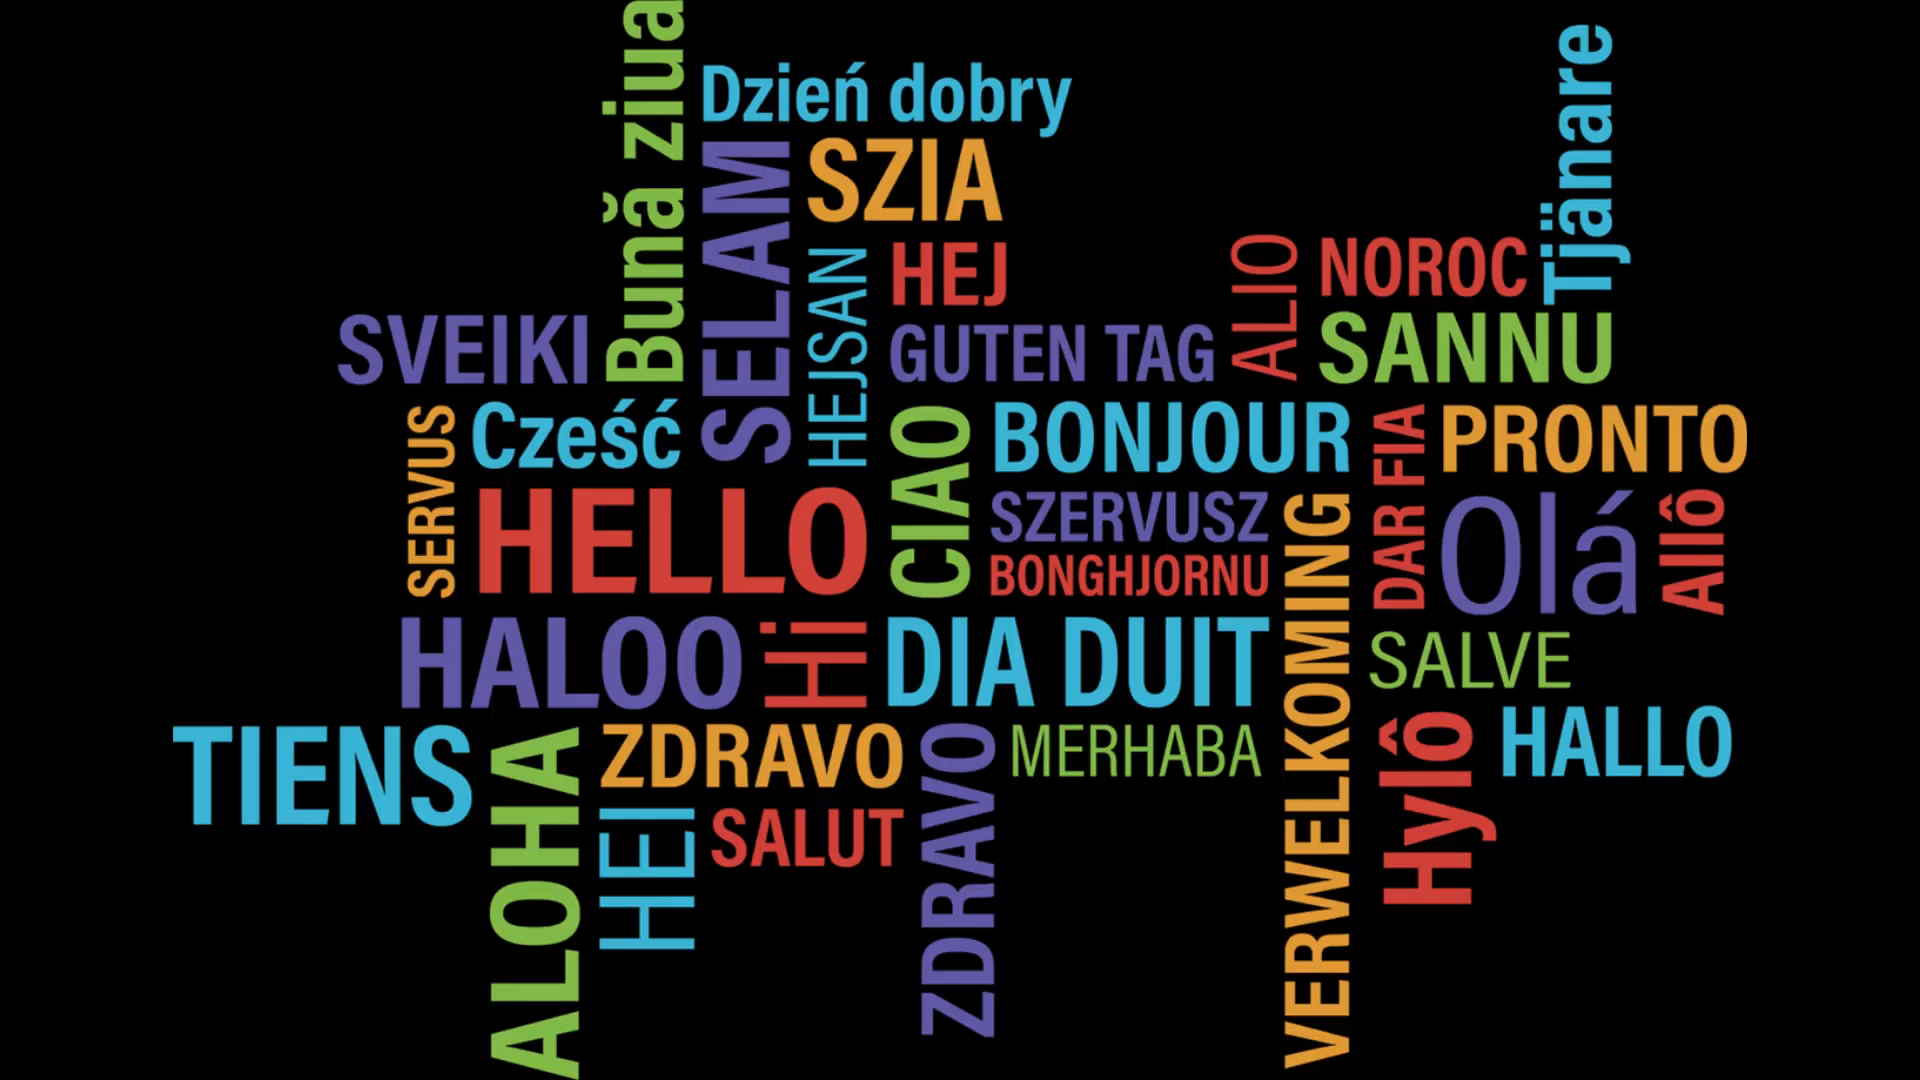 Bună ziua
Dzień dobry
Tjänare
SELAM
SZIA
HEJSAN
HEJ
ALIO
NOROC
SVEIKI
GUTEN TAG
SANNU
SERVUS
Cześć
CIAO
BONJOUR
DAR FIA
PRONTO
HELLO
SZERVUSZ
VERWELKOMING
Olá
Allô
BONGHJORNU
HALOO
Hi
DIA DUIT
SALVE
TIENS
ALOHA
ZDRAVO
ZDRAVO
MERHABA
Hylô
HALLO
HEI
SALUT